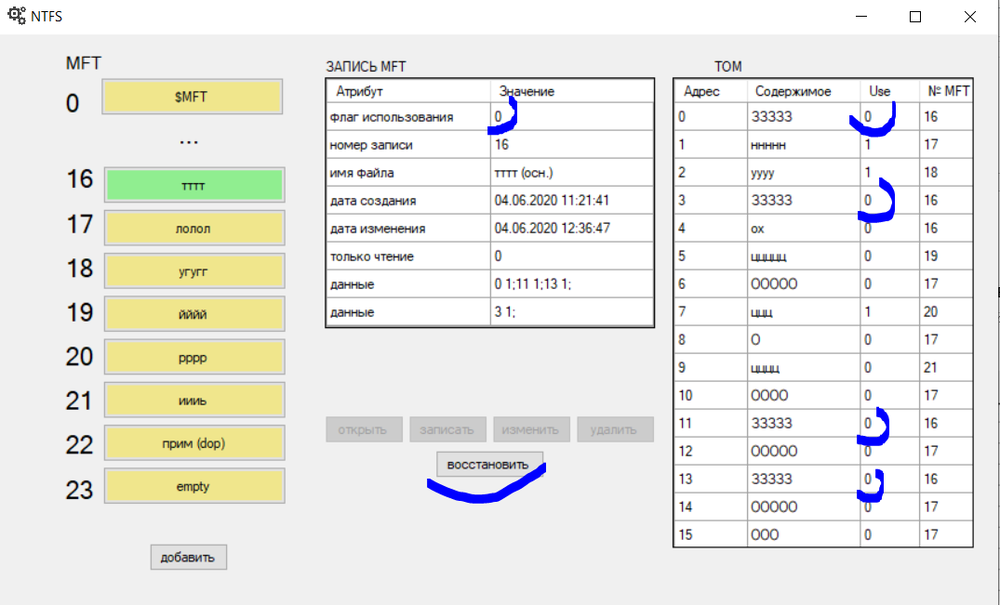 NTFS
MFT
0 $MFT
...
16 тттт
17 лолол
18 угугг
19 йййй
20 рррр
21 иииь
22 прим (dop)
23 empty
добавить
ЗАПИСЬ MFT
Атрибут Значение
флаг использования 0
номер записи 16
имя файла тттт (осн.)
дата создания 04.06.2020 11:21:41
дата изменения 04.06.2020 12:36:47
только чтение 0
данные 0 1;11 1;13 1;
данные 3 1;
открыть записать изменить удалить
восстановить
ТОМ
Адрес Содержимое Use № MFT
0 33333 0 16
1 ннннн 1 17
2 уууу 1 18
3 33333 0 16
4 ох 0 16
5 ццццц 0 19
6 ООООО 0 17
7 ццц 1 20
8 О 0 17
9 цццц 0 21
10 ОООО 0 17
11 33333 0 16
12 ООООО 0 17
13 33333 0 16
14 ООООО 0 17
15 ООО 0 17